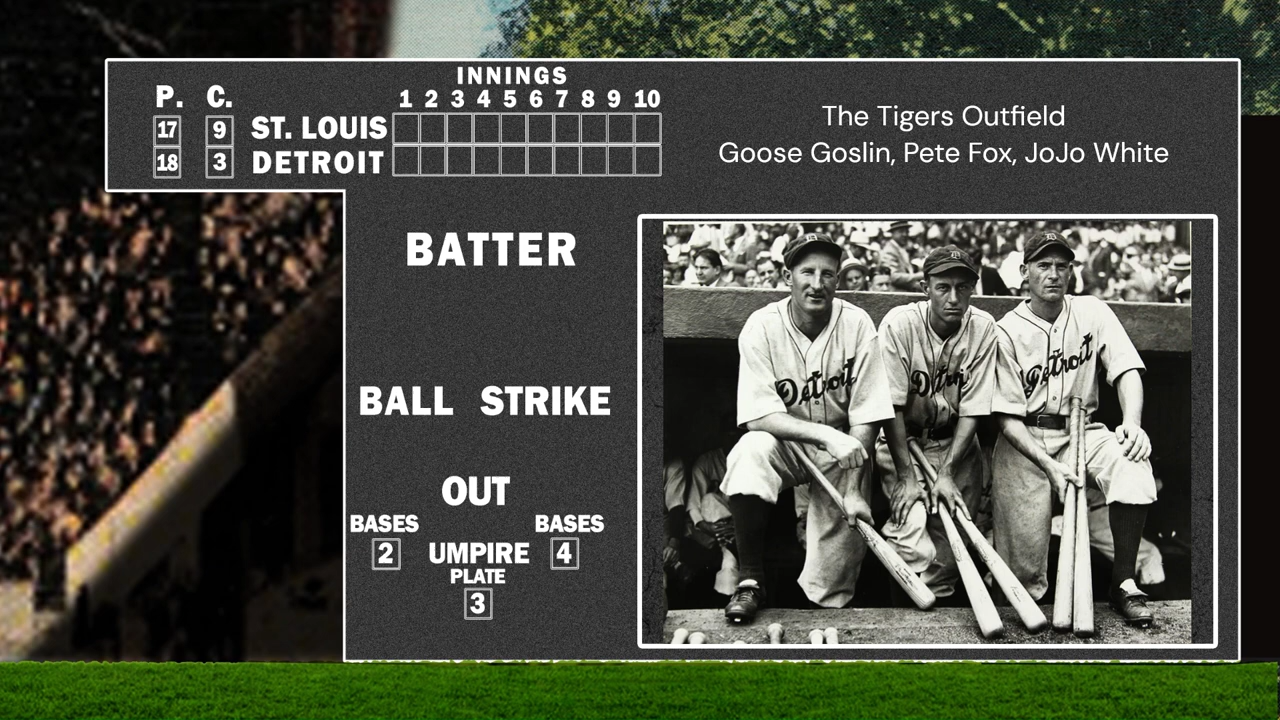 INNINGS
P. C. 1 2 3 4 5 6 7 8 9 10
17 9 ST. LOUIS
18 3 DETROIT
The Tigers Outfield
Goose Goslin, Pete Fox, JoJo White
BATTER
BALL STRIKE
OUT
BASES BASES
2 UMPIRE 4
PLATE
3
Detroit
Detroit
Detroit